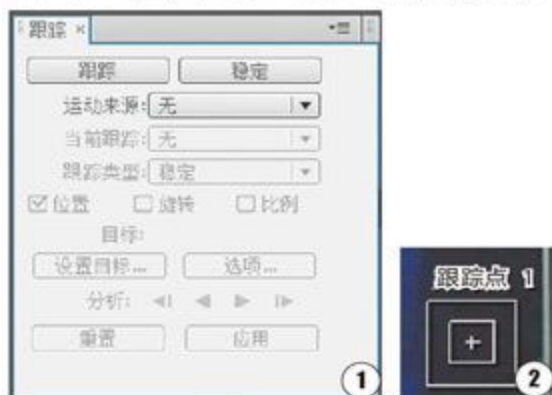 跟踪
跟踪 稳定
运动来源: 无
当前跟踪: 无
跟踪类型: 稳定
位置 旋转 比例
目标:
设置目标... 选项...
分析:
重置 应用
1
跟踪点 1
2